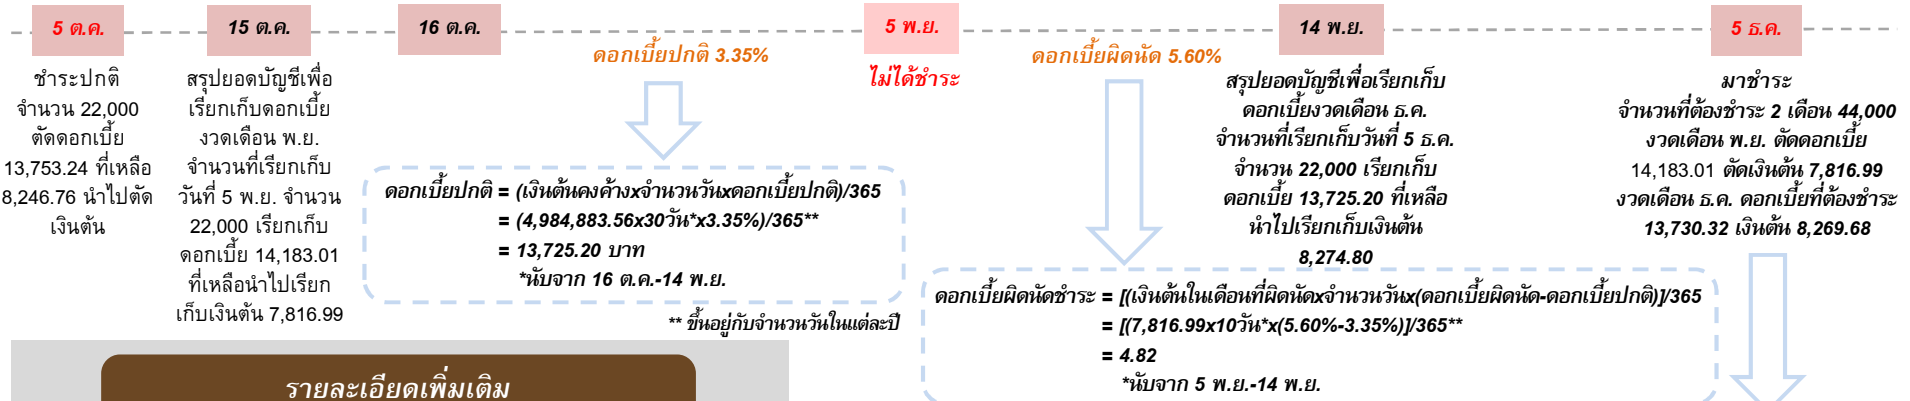 5 ต.ค.
15 ต.ค.
16 ต.ค.
5 พ.ย.
14 พ.ย.
5 ธ.ค.
ชำระปกติ
จำนวน 22,000
ตัดดอกเบี้ย
13,753.24 ที่เหลือ
8,246.76 นำไปตัด
เงินต้น
สรุปยอดบัญชีเพื่อ
เรียกเก็บดอกเบี้ย
งวดเดือน พ.ย.
จำนวนที่เรียกเก็บ
วันที่ 5 พ.ย. จำนวน
22,000 เรียกเก็บ
ดอกเบี้ย 14,183.01
ที่เหลือนำไปเรียก
เก็บเงินต้น 7,816.99
ดอกเบี้ยปกติ 3.35%
ดอกเบี้ยปกติ = (เงินต้นคงค้างxจำนวนวันxดอกเบี้ยปกติ)/365
= (4,984,883.56x30วัน*x3.35%)/365**
= 13,725.20 บาท
*นับจาก 16 ต.ค.-14 พ.ย.
** ขึ้นอยู่กับจำนวนวันในแต่ละปี
ไม่ได้ชำระ
ดอกเบี้ยผิดนัด 5.60%
สรุปยอดบัญชีเพื่อเรียกเก็บ
ดอกเบี้ยงวดเดือน ธ.ค.
จำนวนที่เรียกเก็บวันที่ 5 ธ.ค.
จำนวน 22,000 เรียกเก็บ
ดอกเบี้ย 13,725.20 ที่เหลือ
นำไปเรียกเก็บเงินต้น
8,274.80
มาชำระ
จำนวนที่ต้องชำระ 2 เดือน 44,000
งวดเดือน พ.ย. ตัดดอกเบี้ย
14,183.01 ตัดเงินต้น 7,816.99
งวดเดือน ธ.ค. ดอกเบี้ยที่ต้องชำระ
13,730.32 เงินต้น 8,269.68
ดอกเบี้ยผิดนัดชำระ = [(เงินต้นในเดือนที่ผิดนัดxจำนวนวันx(ดอกเบี้ยผิดนัด-ดอกเบี้ยปกติ)]/365
= [(7,816.99x10วัน*x(5.60%-3.35%)]/365**
= 4.82
*นับจาก 5 พ.ย.-14 พ.ย.
รายละเอียดเพิ่มเติม